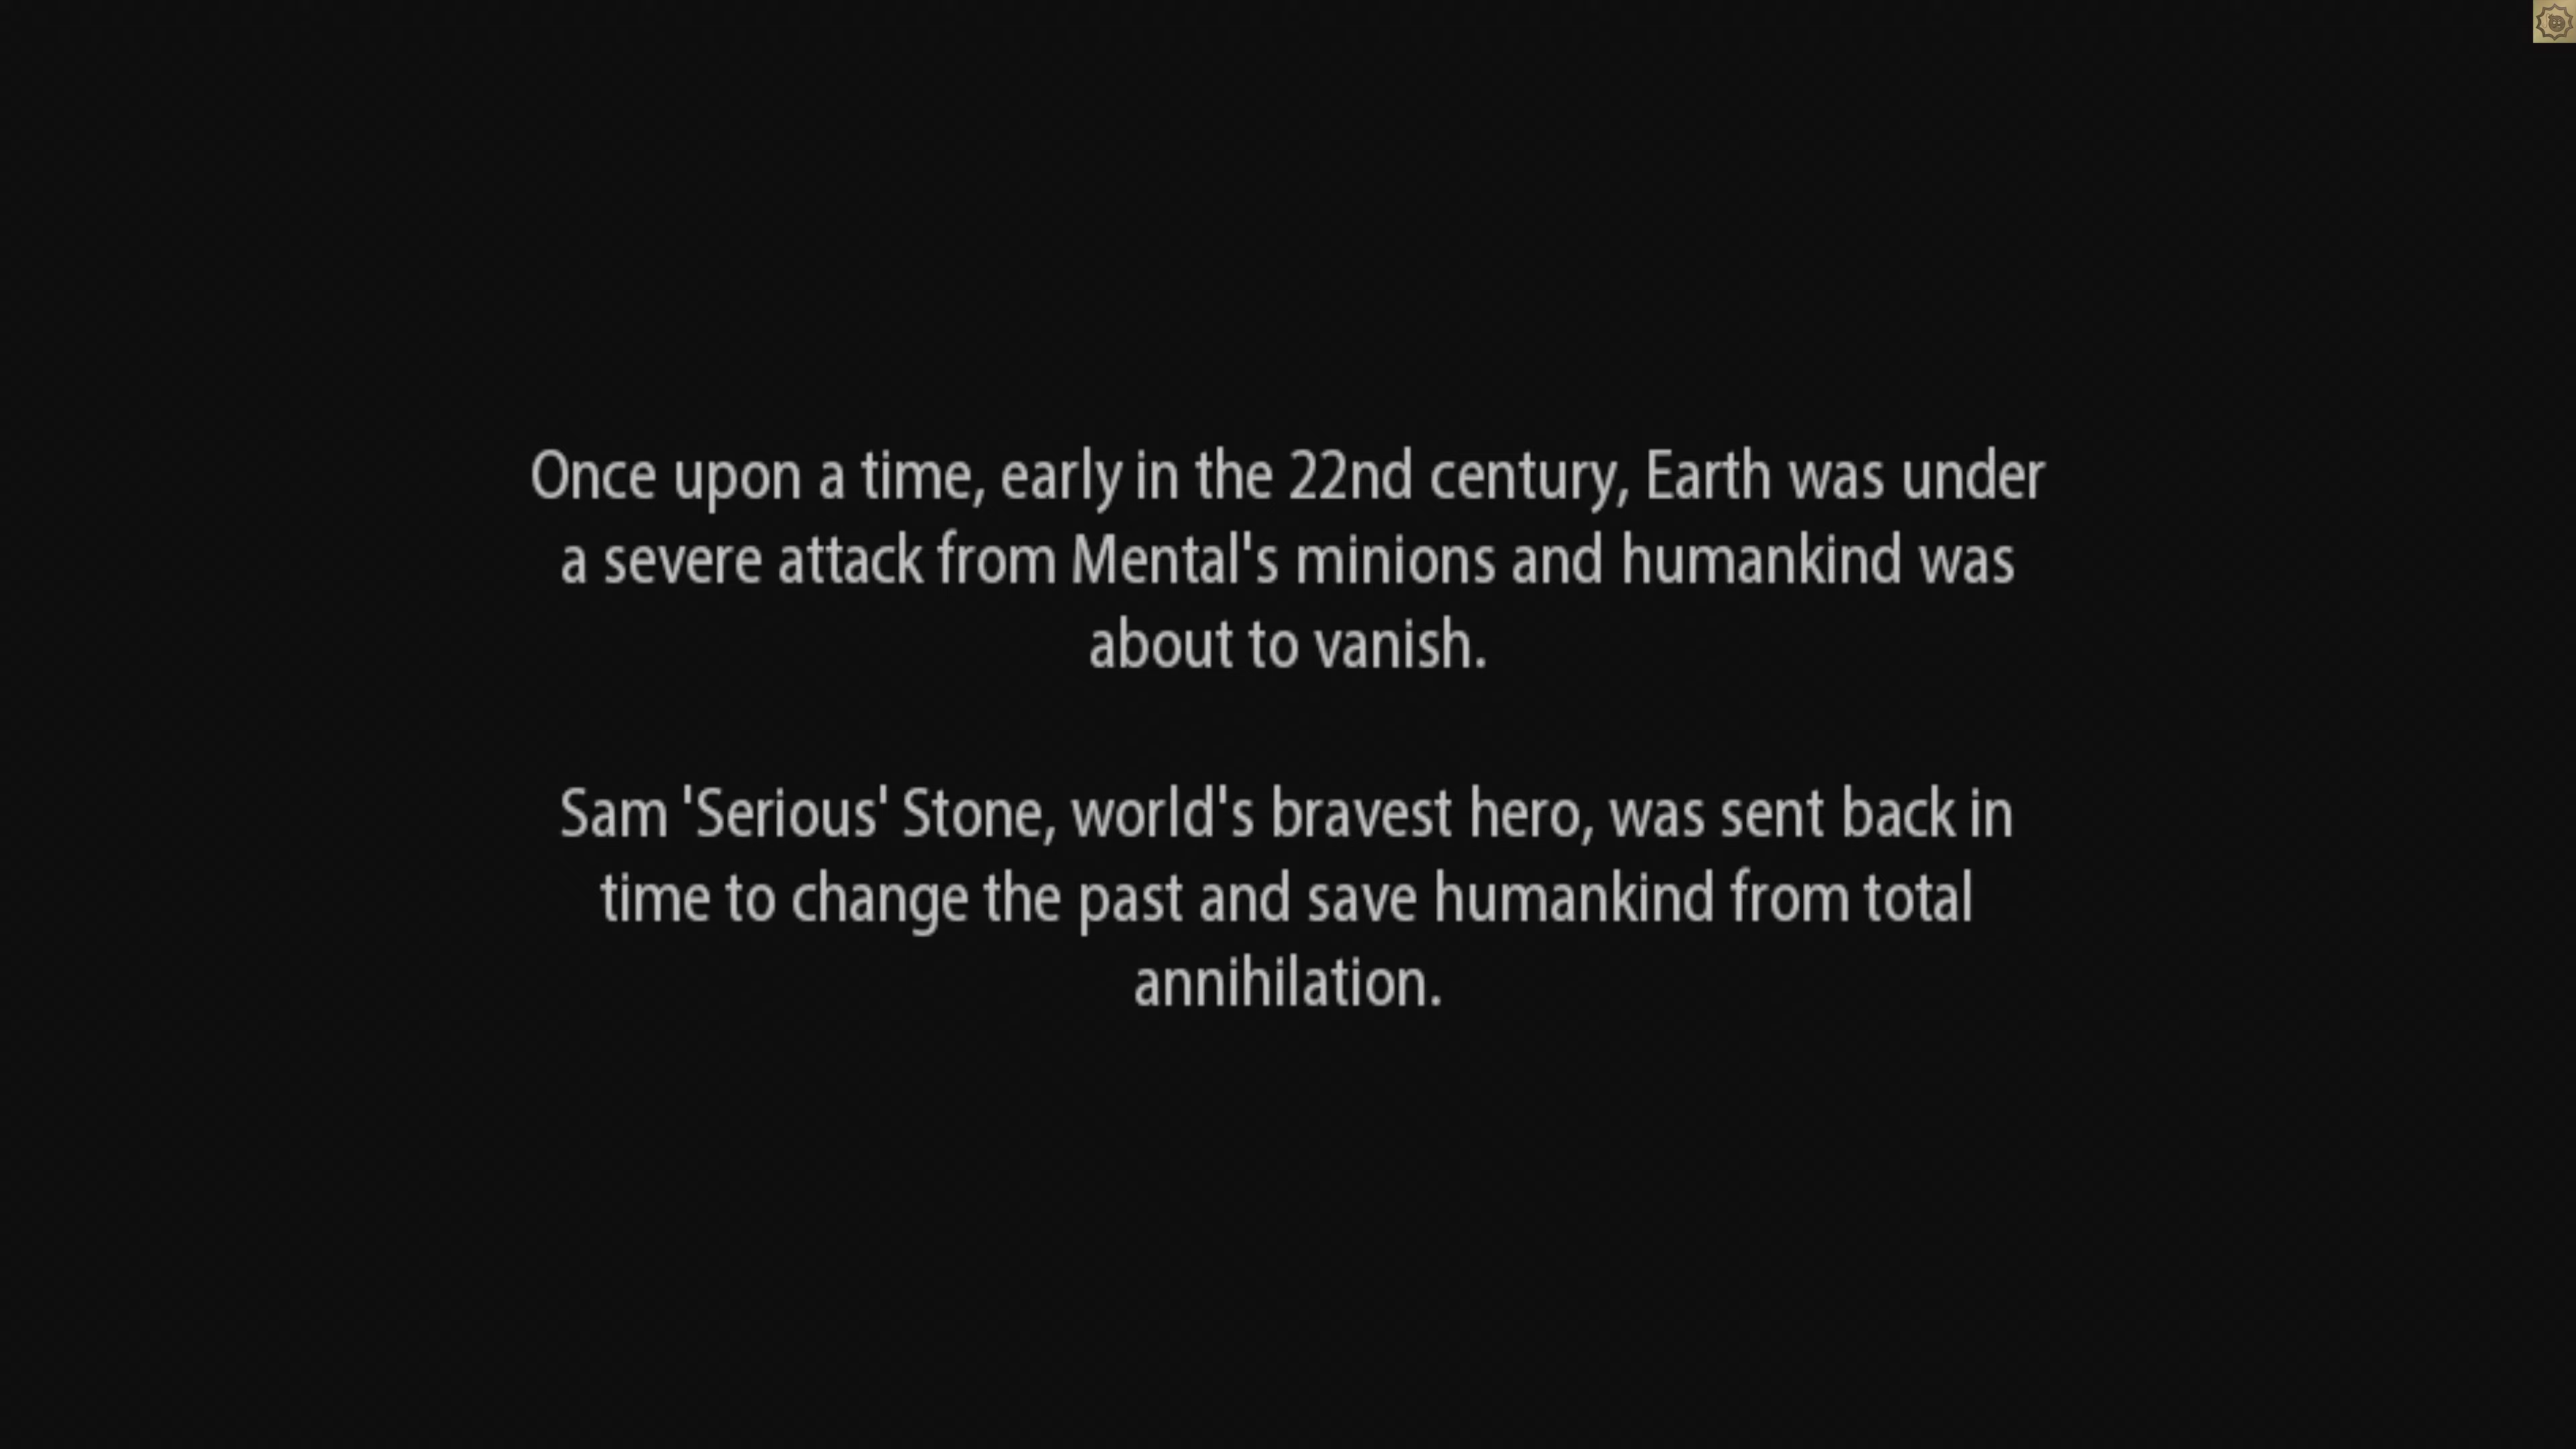 Once upon a time, early in the 22nd century, Earth was under
a severe attack from Mental's minions and humankind was
about to vanish.
Sam 'Serious' Stone, world's bravest hero, was sent back in
time to change the past and save humankind from total
annihilation.